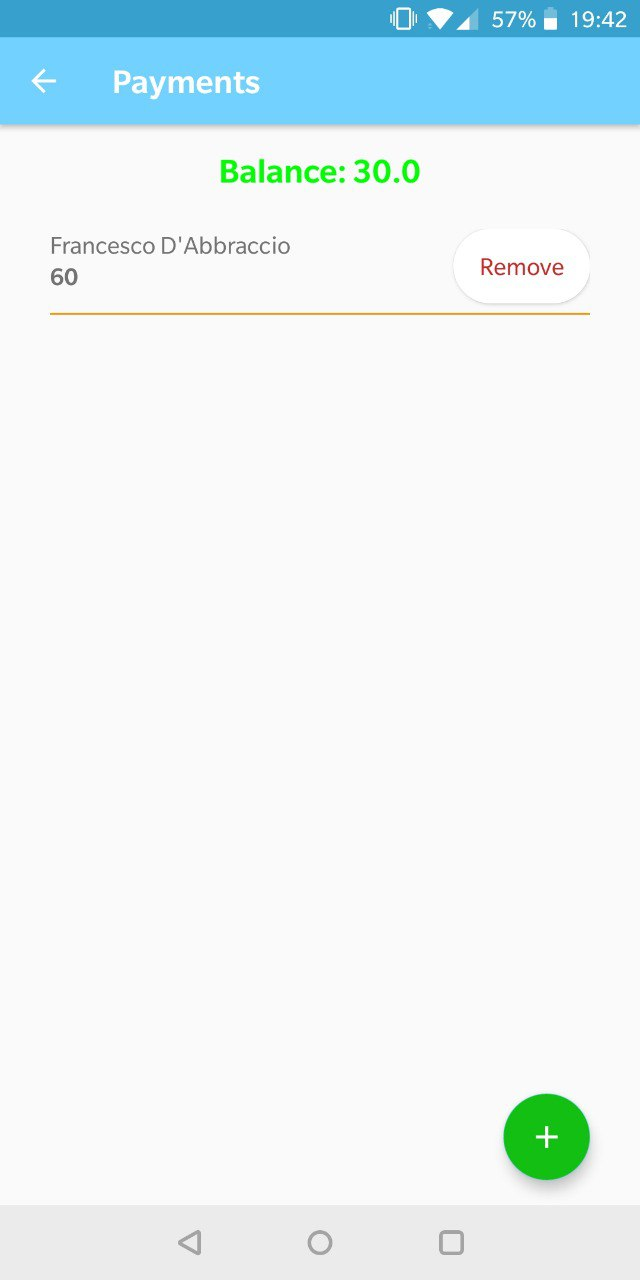 57% 19:42
Payments
Balance: 30.0
Francesco D'Abbraccio
60
Remove
+